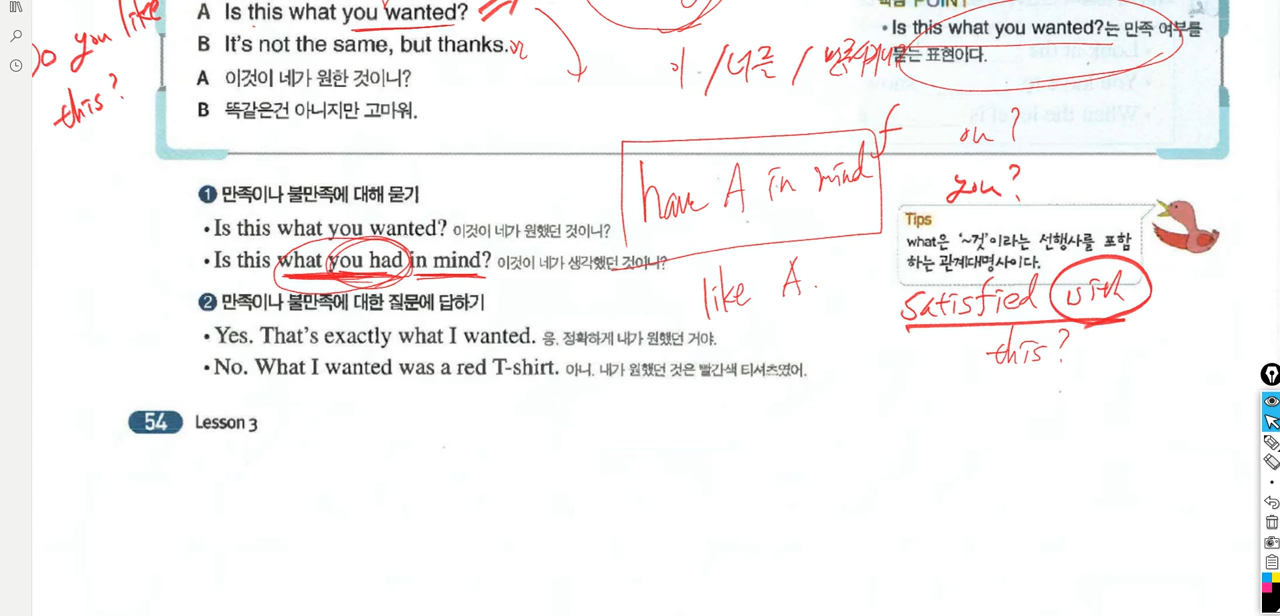 A Is this what you wanted?
B It's not the same, but thanks.
A 이것이 네가 원한 것이니?
B 똑같은건 아니지만 고마워.
Do you like
this?
POINT
• Is this what you wanted?는 만족 여부를
묻는 표현이다.
이 / 너를 /
on?
you?
1 만족이나 불만족에 대해 묻기
• Is this what you wanted? 이것이 네가 원했던 것이니?
• Is this what you had in mind? 이것이 네가 생각했던 것이니?
have A in mind
like A.
Tips
what은 '~것'이라는 선행사를 포함
하는 관계대명사이다.
satisfied with
this?
2 만족이나 불만족에 대한 질문에 답하기
• Yes. That's exactly what I wanted. 응. 정확하게 내가 원했던 거야.
• No. What I wanted was a red T-shirt. 아니. 내가 원했던 것은 빨간색 티셔츠였어.
54 Lesson 3